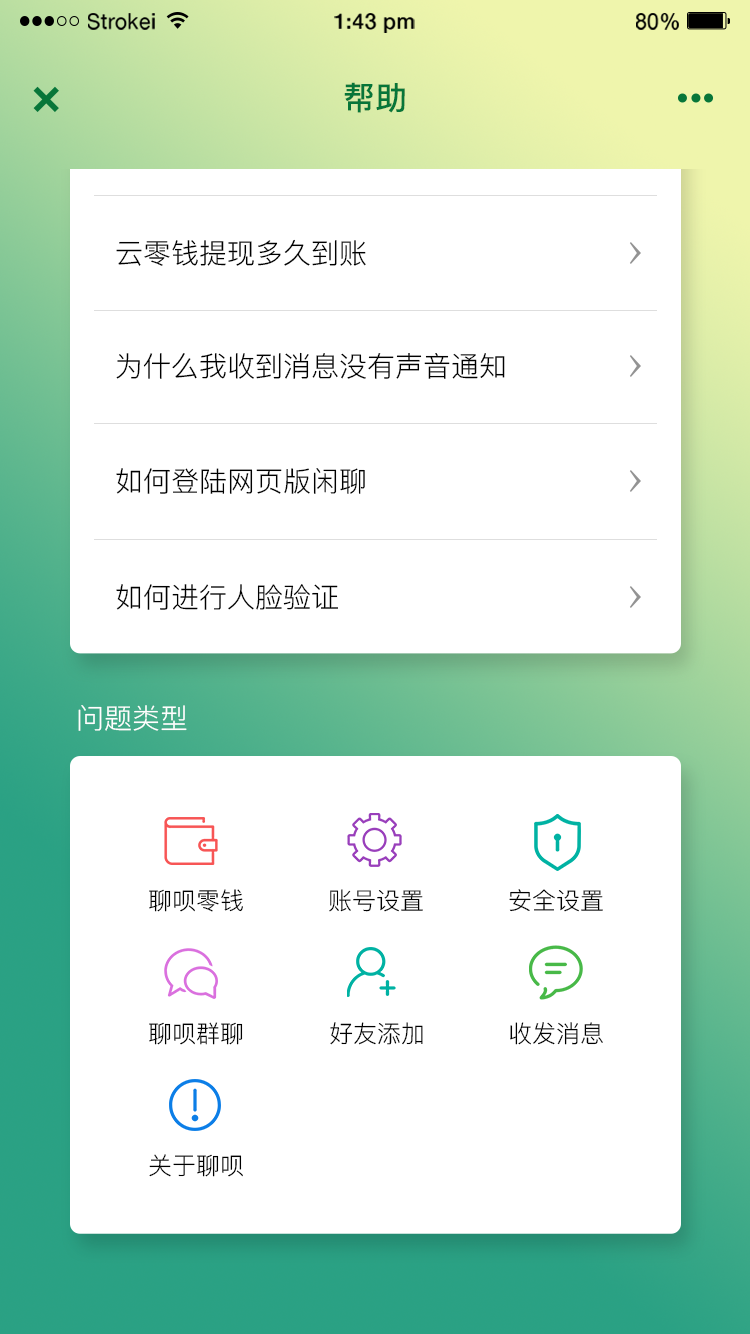 Strokei 1:43 pm 80%
帮助
云零钱提现多久到账
为什么我收到消息没有声音通知
如何登陆网页版闲聊
如何进行人脸验证
问题类型
聊呗零钱 账号设置 安全设置
聊呗群聊 好友添加 收发消息
关于聊呗